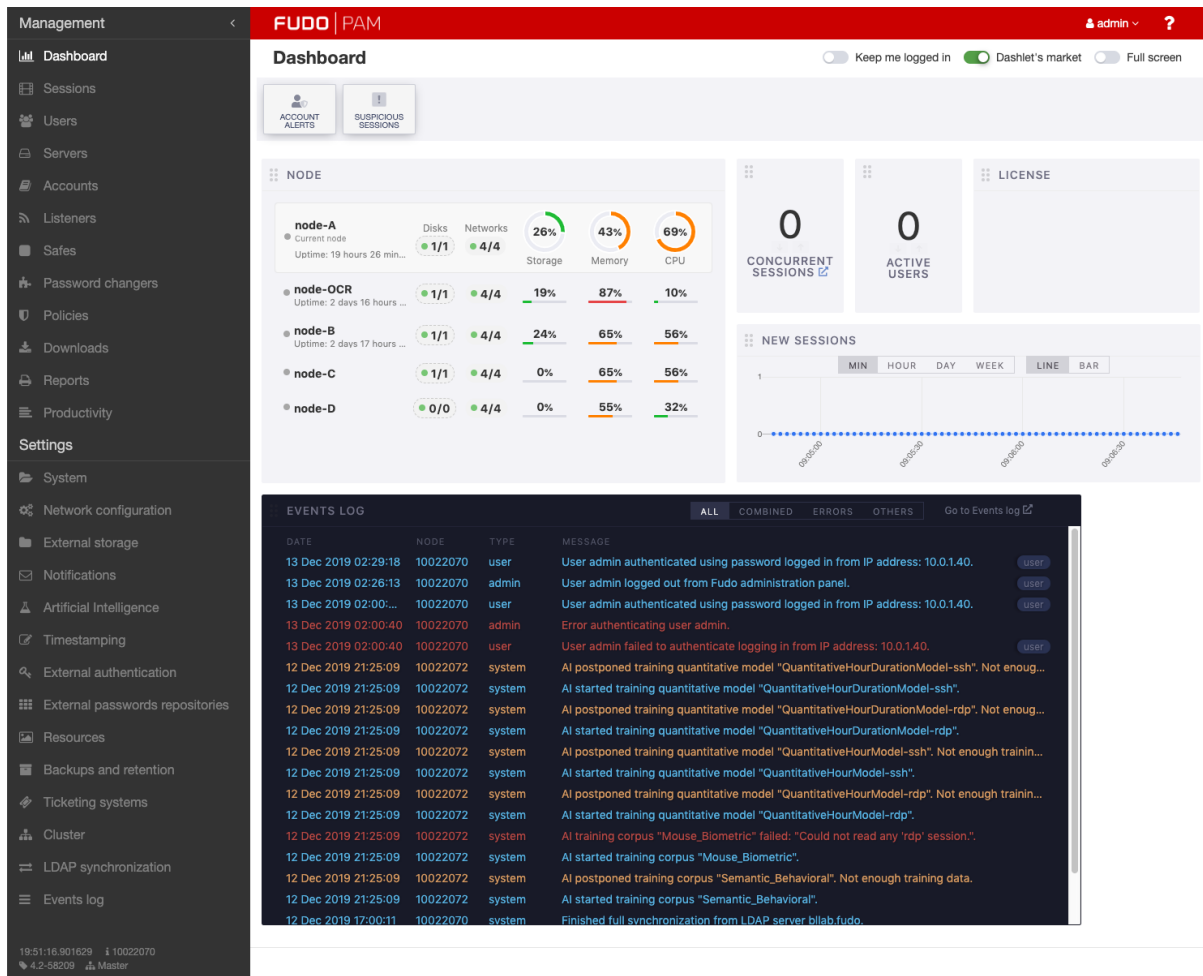 Management
Dashboard
Sessions
Users
Servers
Accounts
Listeners
Safes
Password changers
Policies
Downloads
Reports
Productivity
Settings
System
Network configuration
External storage
Notifications
Artificial Intelligence
Timestamping
External authentication
External passwords repositories
Resources
Backups and retention
Ticketing systems
Cluster
LDAP synchronization
Events log
19:51:16.901629 10022070
4.2-58209 Master
FUDO PAM
admin ?
Dashboard
Keep me logged in Dashlet's market Full screen
ACCOUNT ALERTS
SUSPICIOUS SESSIONS
NODE
node-A
Current node
Uptime: 19 hours 26 min...
Disks Networks
1/1 4/4 26% 43% 69%
Storage Memory CPU
node-OCR 1/1 4/4 19% 87% 10%
Uptime: 2 days 16 hours ...
node-B 1/1 4/4 24% 65% 56%
Uptime: 2 days 17 hours ...
node-C 1/1 4/4 0% 65% 56%
node-D 0/0 4/4 0% 55% 32%
0
CONCURRENT
SESSIONS
0
ACTIVE
USERS
LICENSE
NEW SESSIONS
MIN HOUR DAY WEEK LINE BAR
1
0
09:05:00 09:05:30 09:06:00 09:06:30
EVENTS LOG ALL COMBINED ERRORS OTHERS Go to Events log
DATE NODE TYPE MESSAGE
13 Dec 2019 02:29:18 10022070 user User admin authenticated using password logged in from IP address: 10.0.1.40. user
13 Dec 2019 02:26:13 10022070 admin User admin logged out from Fudo administration panel. user
13 Dec 2019 02:00:... 10022070 user User admin authenticated using password logged in from IP address: 10.0.1.40. user
13 Dec 2019 02:00:40 10022070 admin Error authenticating user admin.
13 Dec 2019 02:00:40 10022070 user User admin failed to authenticate logging in from IP address: 10.0.1.40. user
12 Dec 2019 21:25:09 10022072 system AI postponed training quantitative model "QuantitativeHourDurationModel-ssh". Not enoug...
12 Dec 2019 21:25:09 10022072 system AI started training quantitative model "QuantitativeHourDurationModel-ssh".
12 Dec 2019 21:25:09 10022072 system AI postponed training quantitative model "QuantitativeHourDurationModel-rdp". Not enoug...
12 Dec 2019 21:25:09 10022072 system AI started training quantitative model "QuantitativeHourDurationModel-rdp".
12 Dec 2019 21:25:09 10022072 system AI postponed training quantitative model "QuantitativeHourModel-ssh". Not enough trainin...
12 Dec 2019 21:25:09 10022072 system AI started training quantitative model "QuantitativeHourModel-ssh".
12 Dec 2019 21:25:09 10022072 system AI postponed training quantitative model "QuantitativeHourModel-rdp". Not enough trainin...
12 Dec 2019 21:25:09 10022072 system AI started training quantitative model "QuantitativeHourModel-rdp".
12 Dec 2019 21:25:09 10022072 system AI training corpus "Mouse_Biometric" failed: "Could not read any 'rdp' session.".
12 Dec 2019 21:25:09 10022072 system AI started training corpus "Mouse_Biometric".
12 Dec 2019 21:25:09 10022072 system AI postponed training corpus "Semantic_Behavioral". Not enough training data.
12 Dec 2019 21:25:09 10022072 system AI started training corpus "Semantic_Behavioral".
12 Dec 2019 17:00:11 10022070 system Finished full synchronization from LDAP server bllab.fudo.